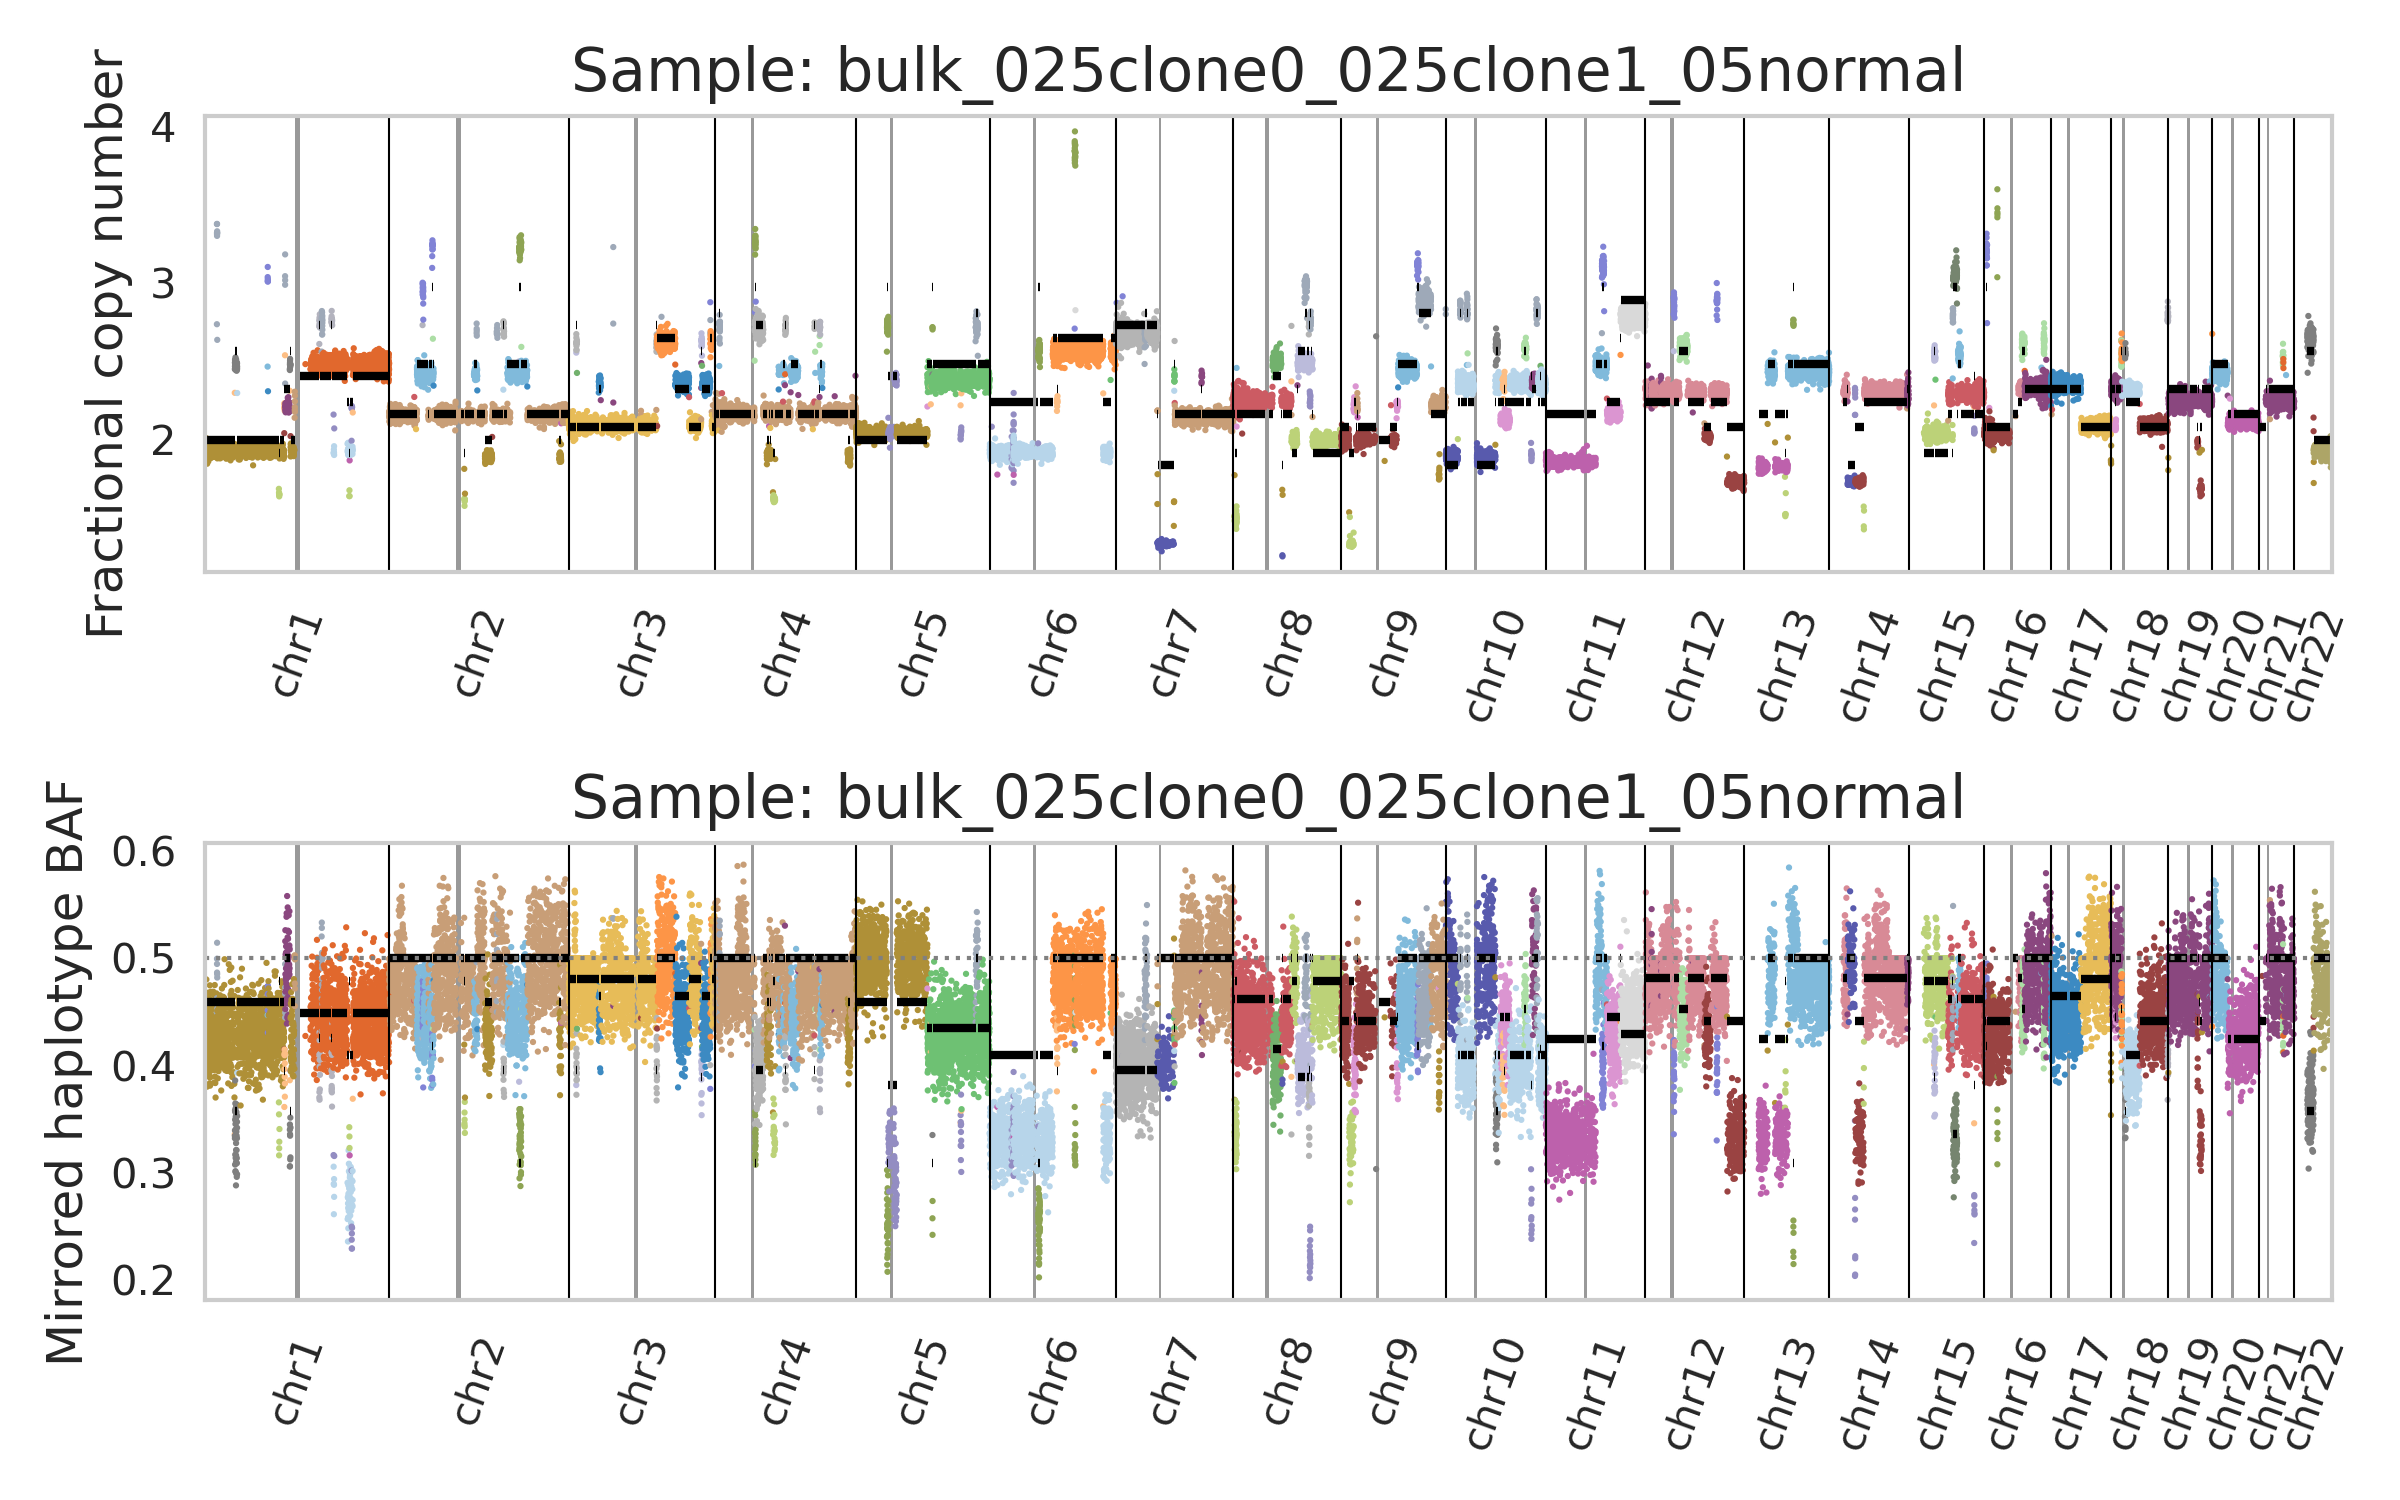 Sample: bulk_025clone0_025clone1_05normal
Fractional copy number
4
3
2
chr1 chr2 chr3 chr4 chr5 chr6 chr7 chr8 chr9 chr10 chr11 chr12 chr13 chr14 chr15 chr16 chr17 chr18 chr19 chr20 chr21 chr22
Sample: bulk_025clone0_025clone1_05normal
Mirrored haplotype BAF
0.6
0.5
0.4
0.3
0.2
chr1 chr2 chr3 chr4 chr5 chr6 chr7 chr8 chr9 chr10 chr11 chr12 chr13 chr14 chr15 chr16 chr17 chr18 chr19 chr20 chr21 chr22